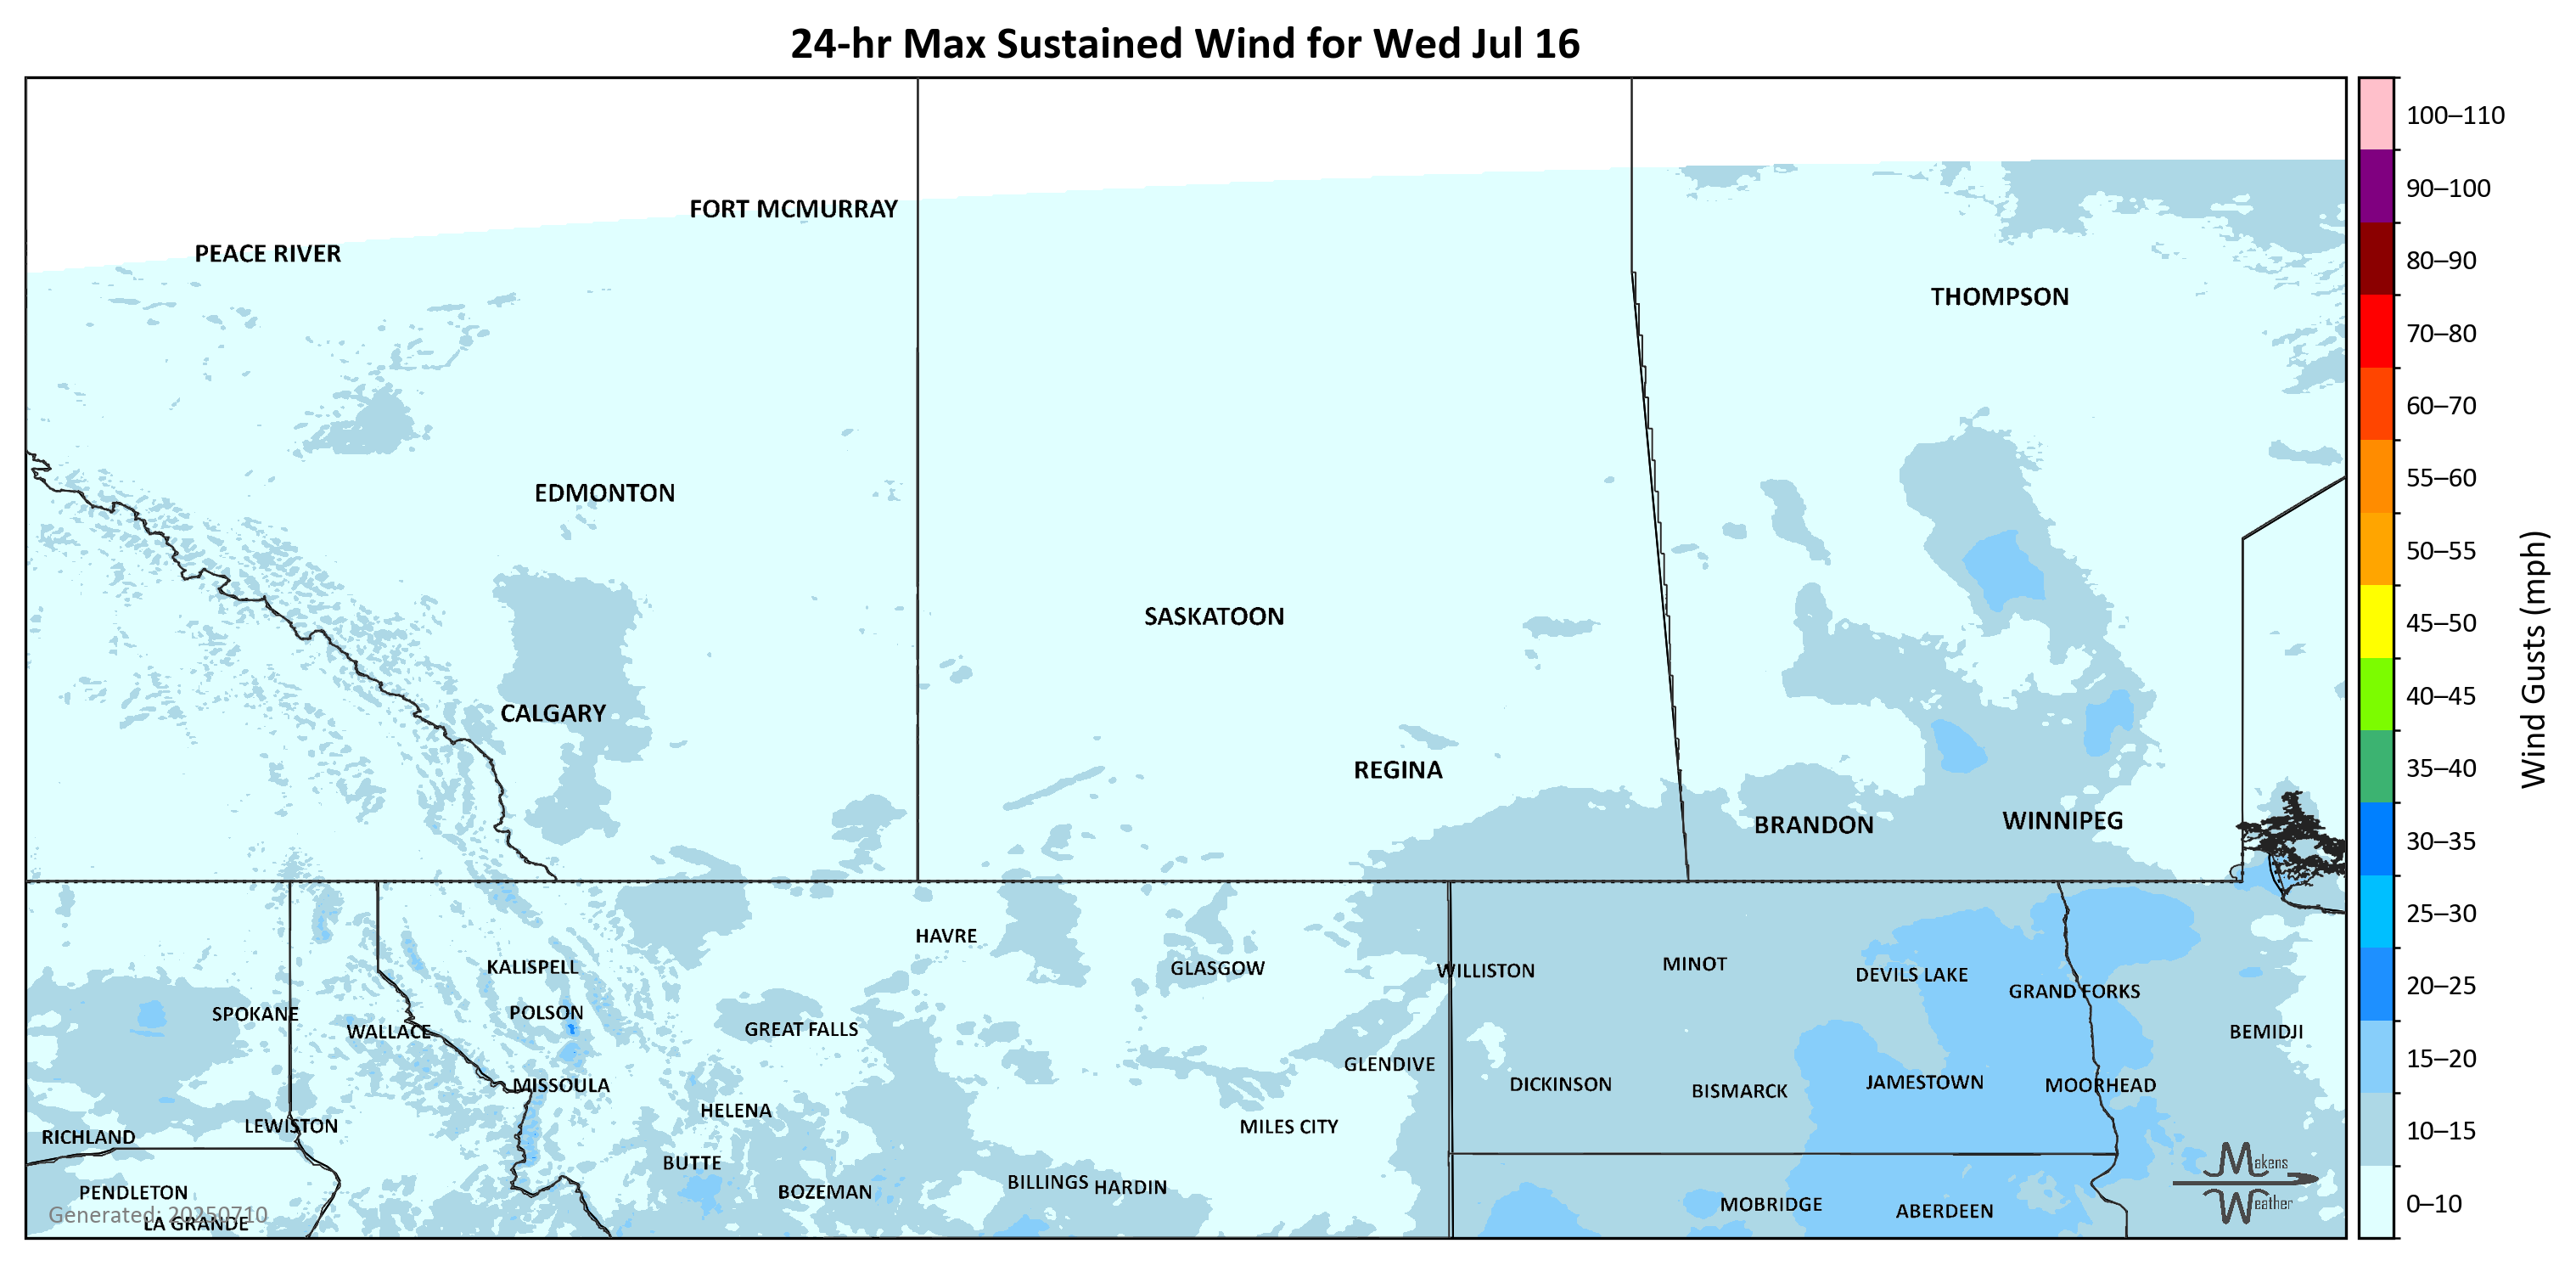 24-hr Max Sustained Wind for Wed Jul 16
100–110
90–100
80–90
70–80
60–70
55–60
50–55
45–50
40–45
35–40
30–35
25–30
20–25
15–20
10–15
0–10
Wind Gusts (mph)
FORT MCMURRAY
PEACE RIVER
THOMPSON
EDMONTON
SASKATOON
CALGARY
REGINA
BRANDON
WINNIPEG
HAVRE
KALISPELL
GLASGOW
WILLISTON
MINOT
DEVILS LAKE
GRAND FORKS
SPOKANE
POLSON
WALLACE
GREAT FALLS
BEMIDJI
GLENDIVE
MISSOULA
DICKINSON
BISMARCK
JAMESTOWN
MOORHEAD
HELENA
LEWISTON
MILES CITY
RICHLAND
BUTTE
BILLINGS
HARDIN
PENDLETON
BOZEMAN
MOBRIDGE
ABERDEEN
LA GRANDE
Generated: 20250710
Makens
Weather